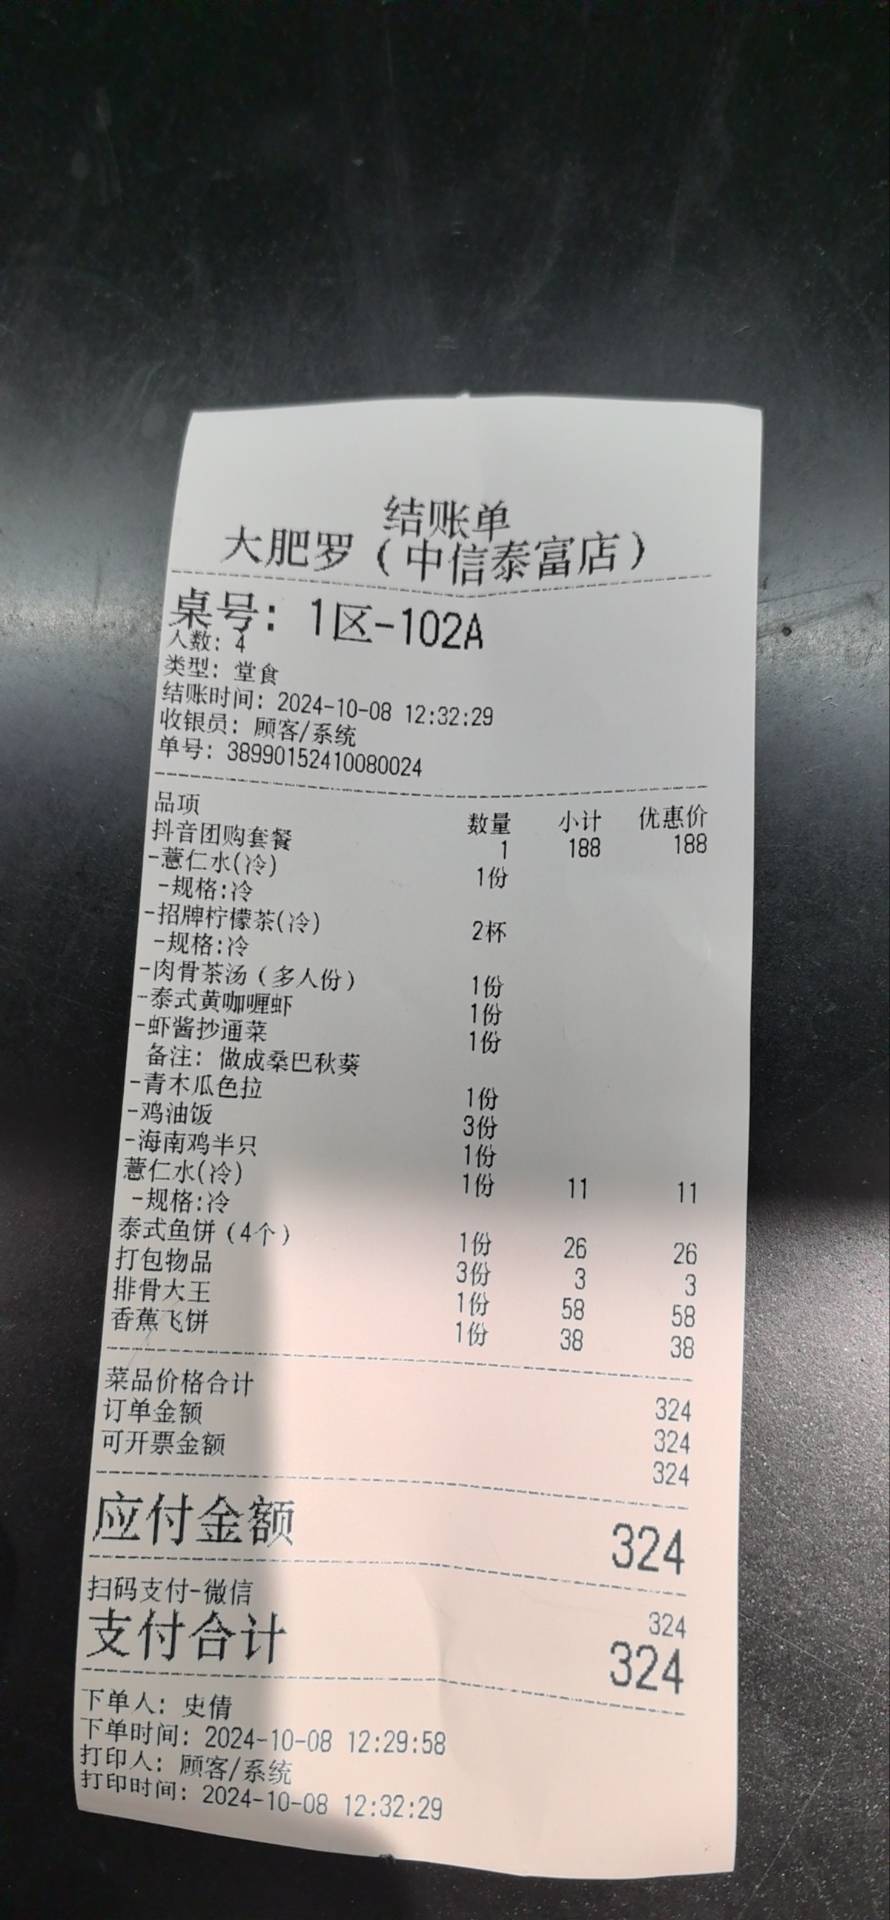 结账单
大肥罗（中信泰富店）
桌号：1区-102A
人数：4
类型：堂食
结账时间：2024-10-08 12:32:29
收银员：顾客/系统
单号：38990152410080024
品项 数量 小计 优惠价
抖音团购套餐 1 188 188
-薏仁水(冷) 1份
-规格:冷
-招牌柠檬茶(冷) 2杯
-规格:冷
-肉骨茶汤（多人份） 1份
-泰式黄咖喱虾 1份
-虾酱抄通菜 1份
备注：做成桑巴秋葵
-青木瓜色拉 1份
-鸡油饭 3份
-海南鸡半只 1份
薏仁水(冷) 1份 11 11
-规格:冷
泰式鱼饼（4个） 1份 26 26
打包物品 3份 3 3
排骨大王 1份 58 58
香蕉飞饼 1份 38 38
菜品价格合计 324
订单金额 324
可开票金额 324
应付金额 324
扫码支付-微信 324
支付合计 324
下单人：史倩
下单时间：2024-10-08 12:29:58
打印人：顾客/系统
打印时间：2024-10-08 12:32:29